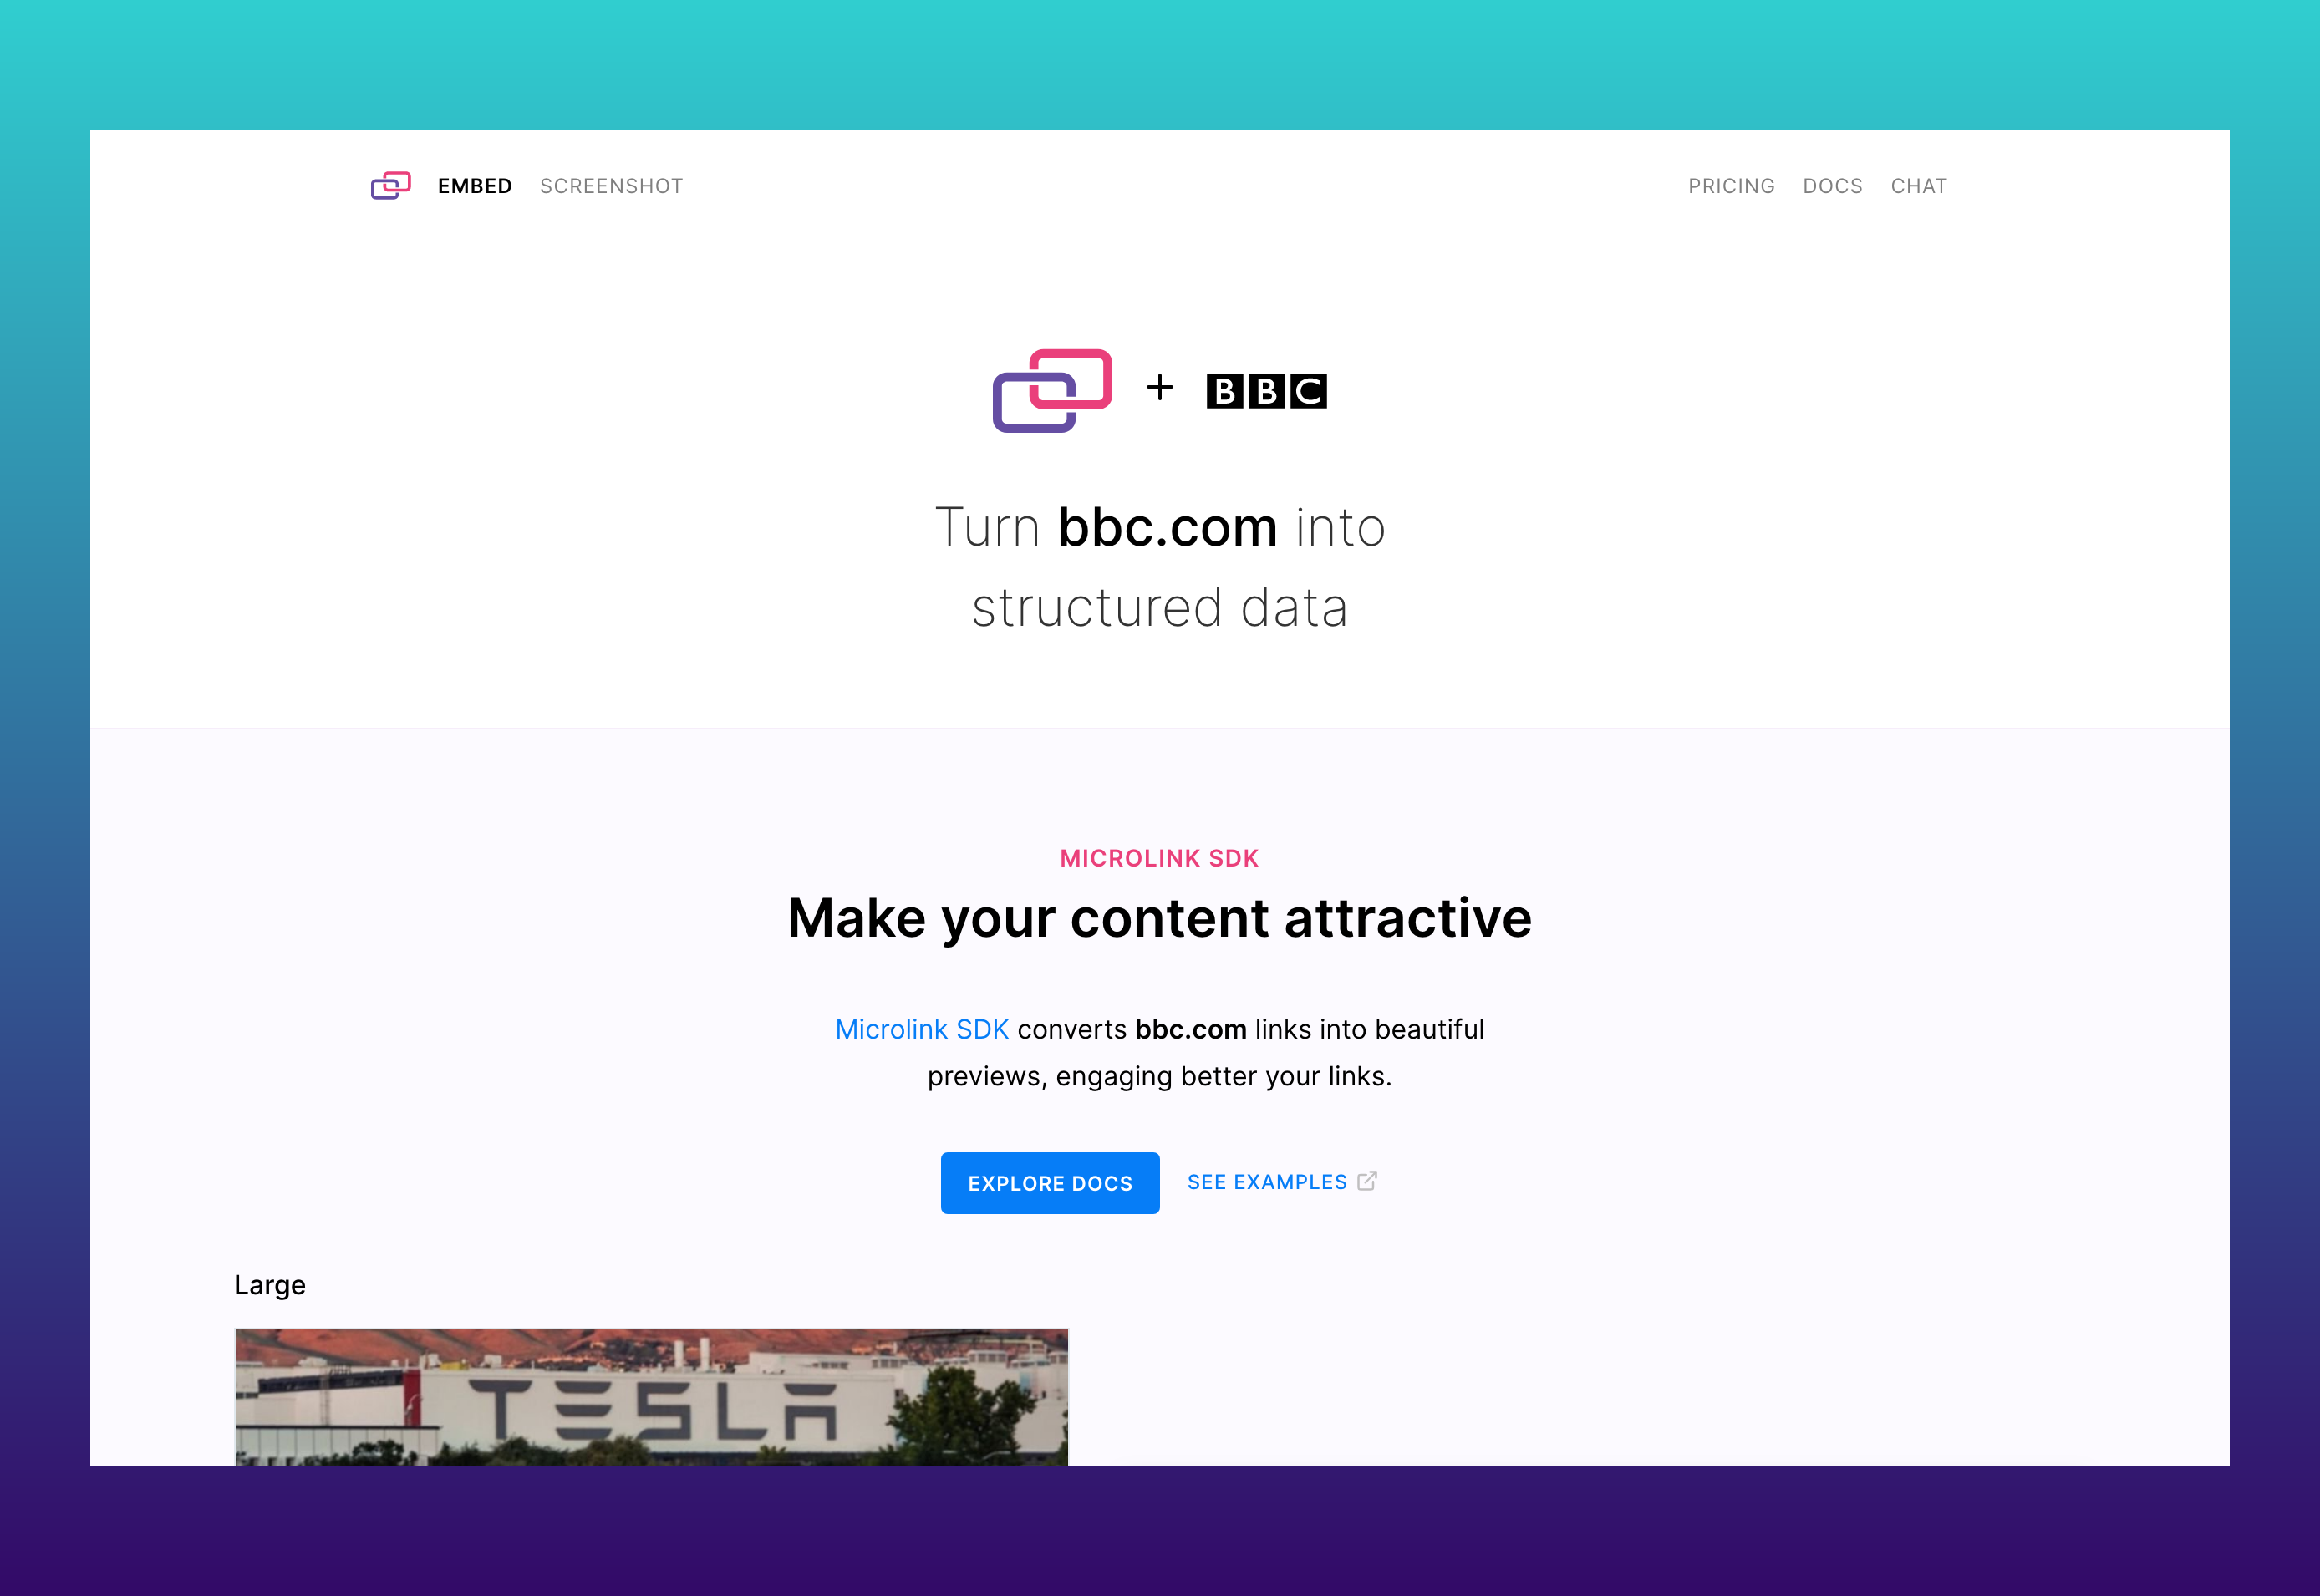 EMBED SCREENSHOT PRICING DOCS CHAT
+ BBC
Turn bbc.com into
structured data
MICROLINK SDK
Make your content attractive
Microlink SDK converts bbc.com links into beautiful
previews, engaging better your links.
EXPLORE DOCS SEE EXAMPLES
Large
TESLA